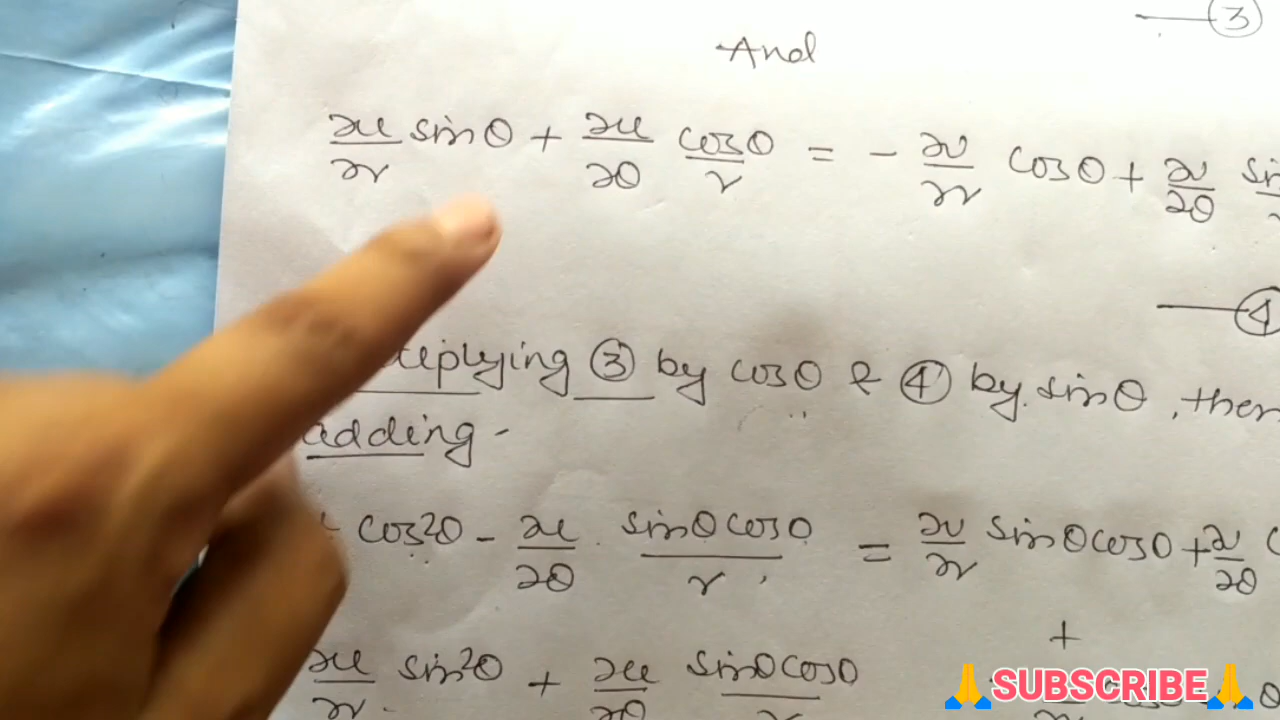 ③
And
∂u/∂r sinθ + ∂u/∂θ cosθ/r = - ∂v/∂r cosθ + ∂v/∂θ
④
③ by cosθ & ④ by sinθ, then
adding -
cos²θ - ∂u/∂θ . sinθcosθ/r = ∂v/∂r sinθcosθ + ∂v/∂θ
+
∂u/∂r sin²θ + ∂u/∂θ sinθcosθ/r
🙏SUBSCRIBE🙏